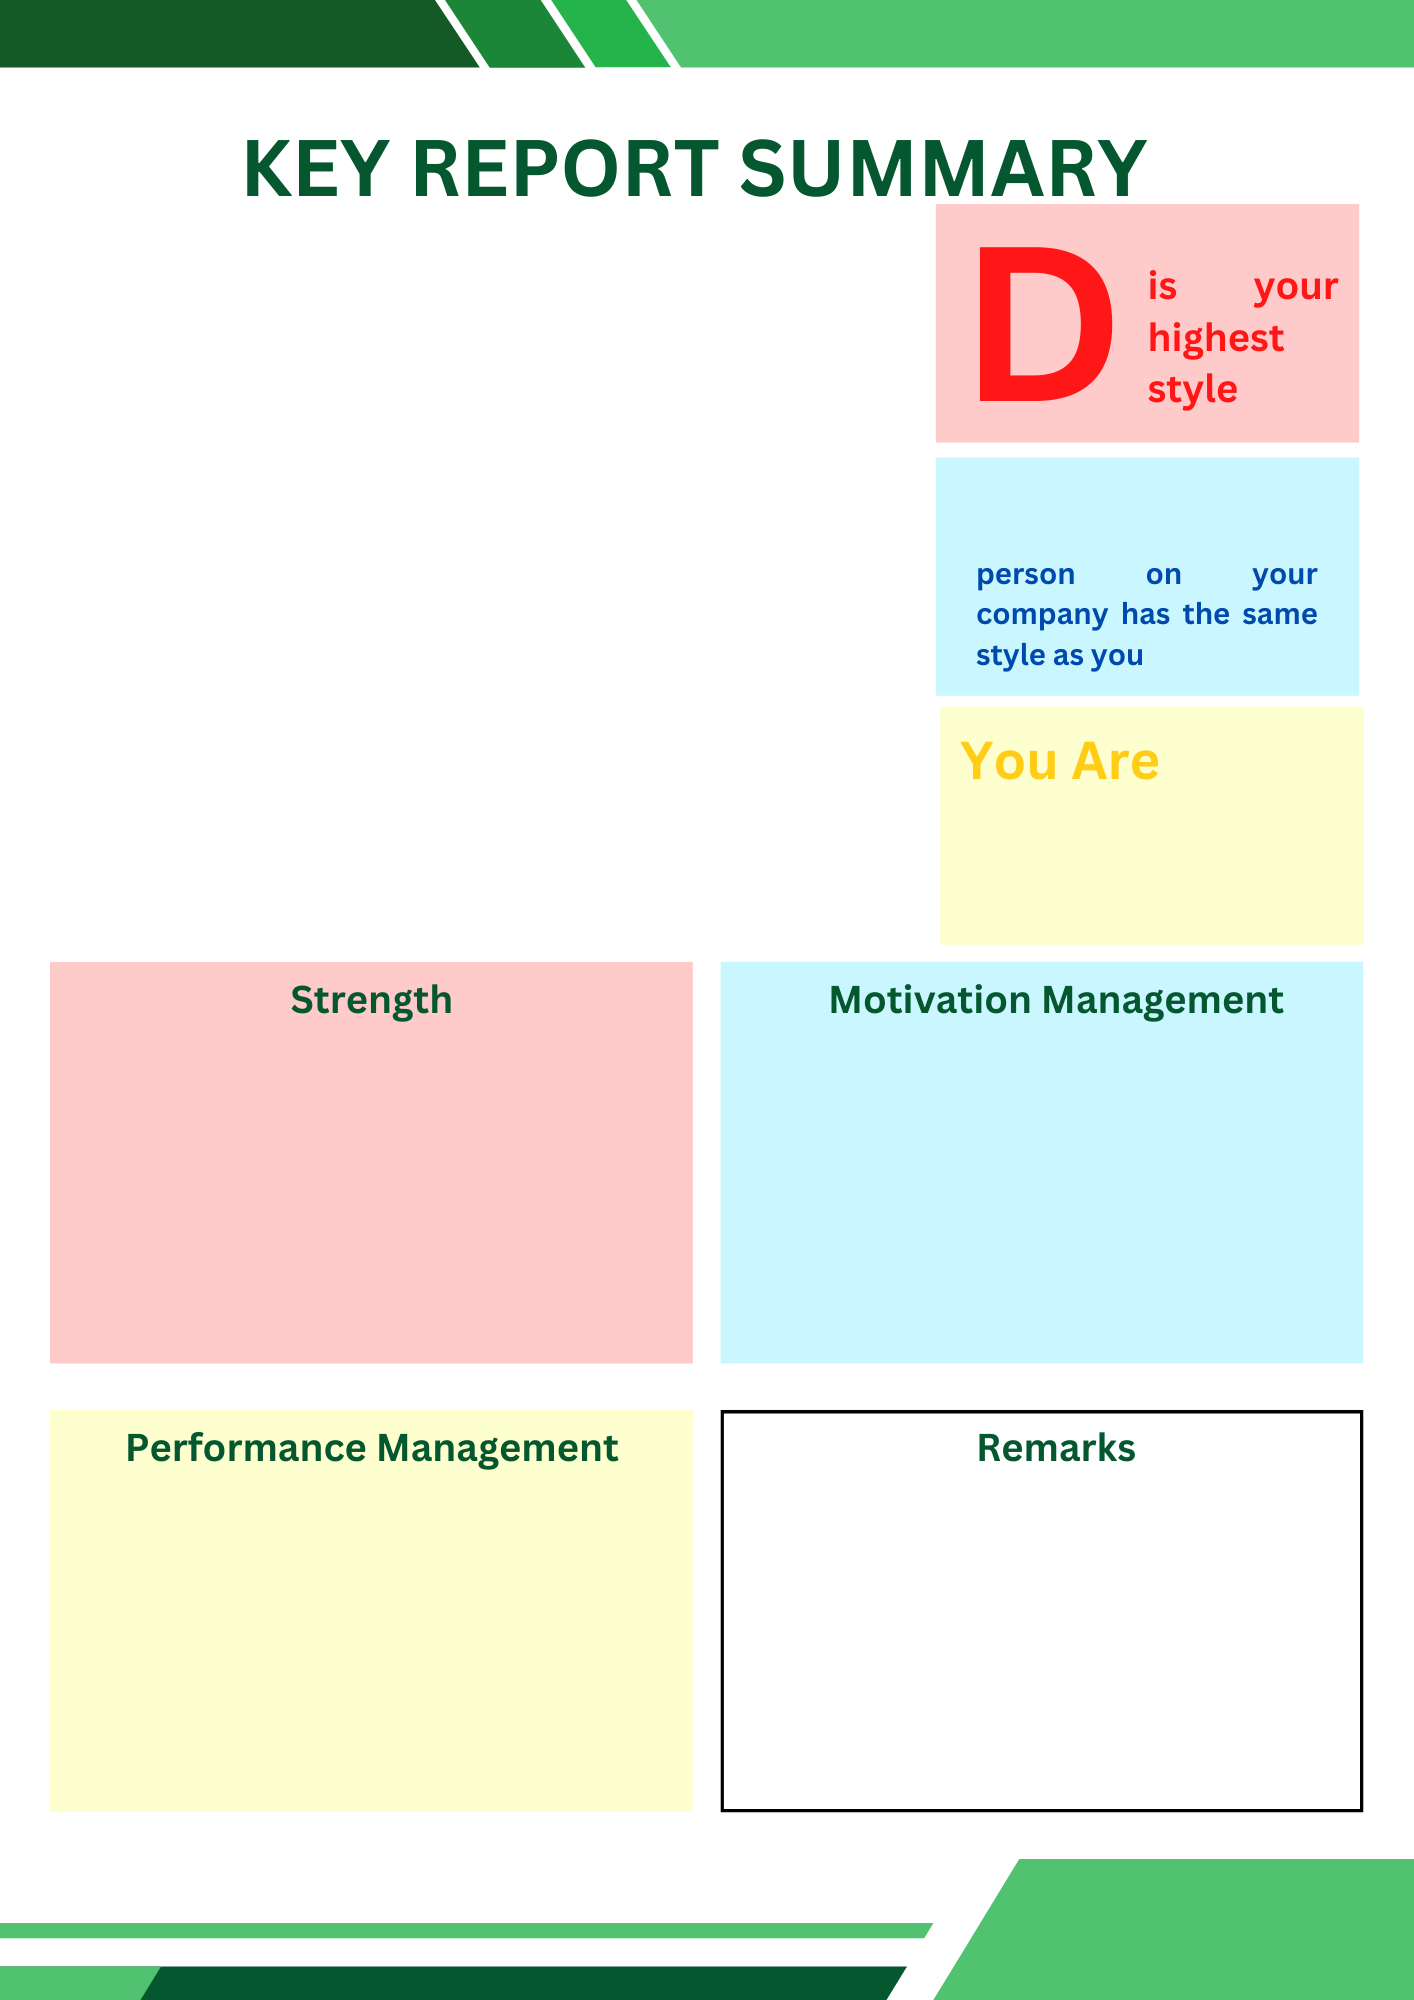 KEY REPORT SUMMARY
D
is your
highest
style
person on your
company has the same
style as you
You Are
Strength
Motivation Management
Performance Management
Remarks